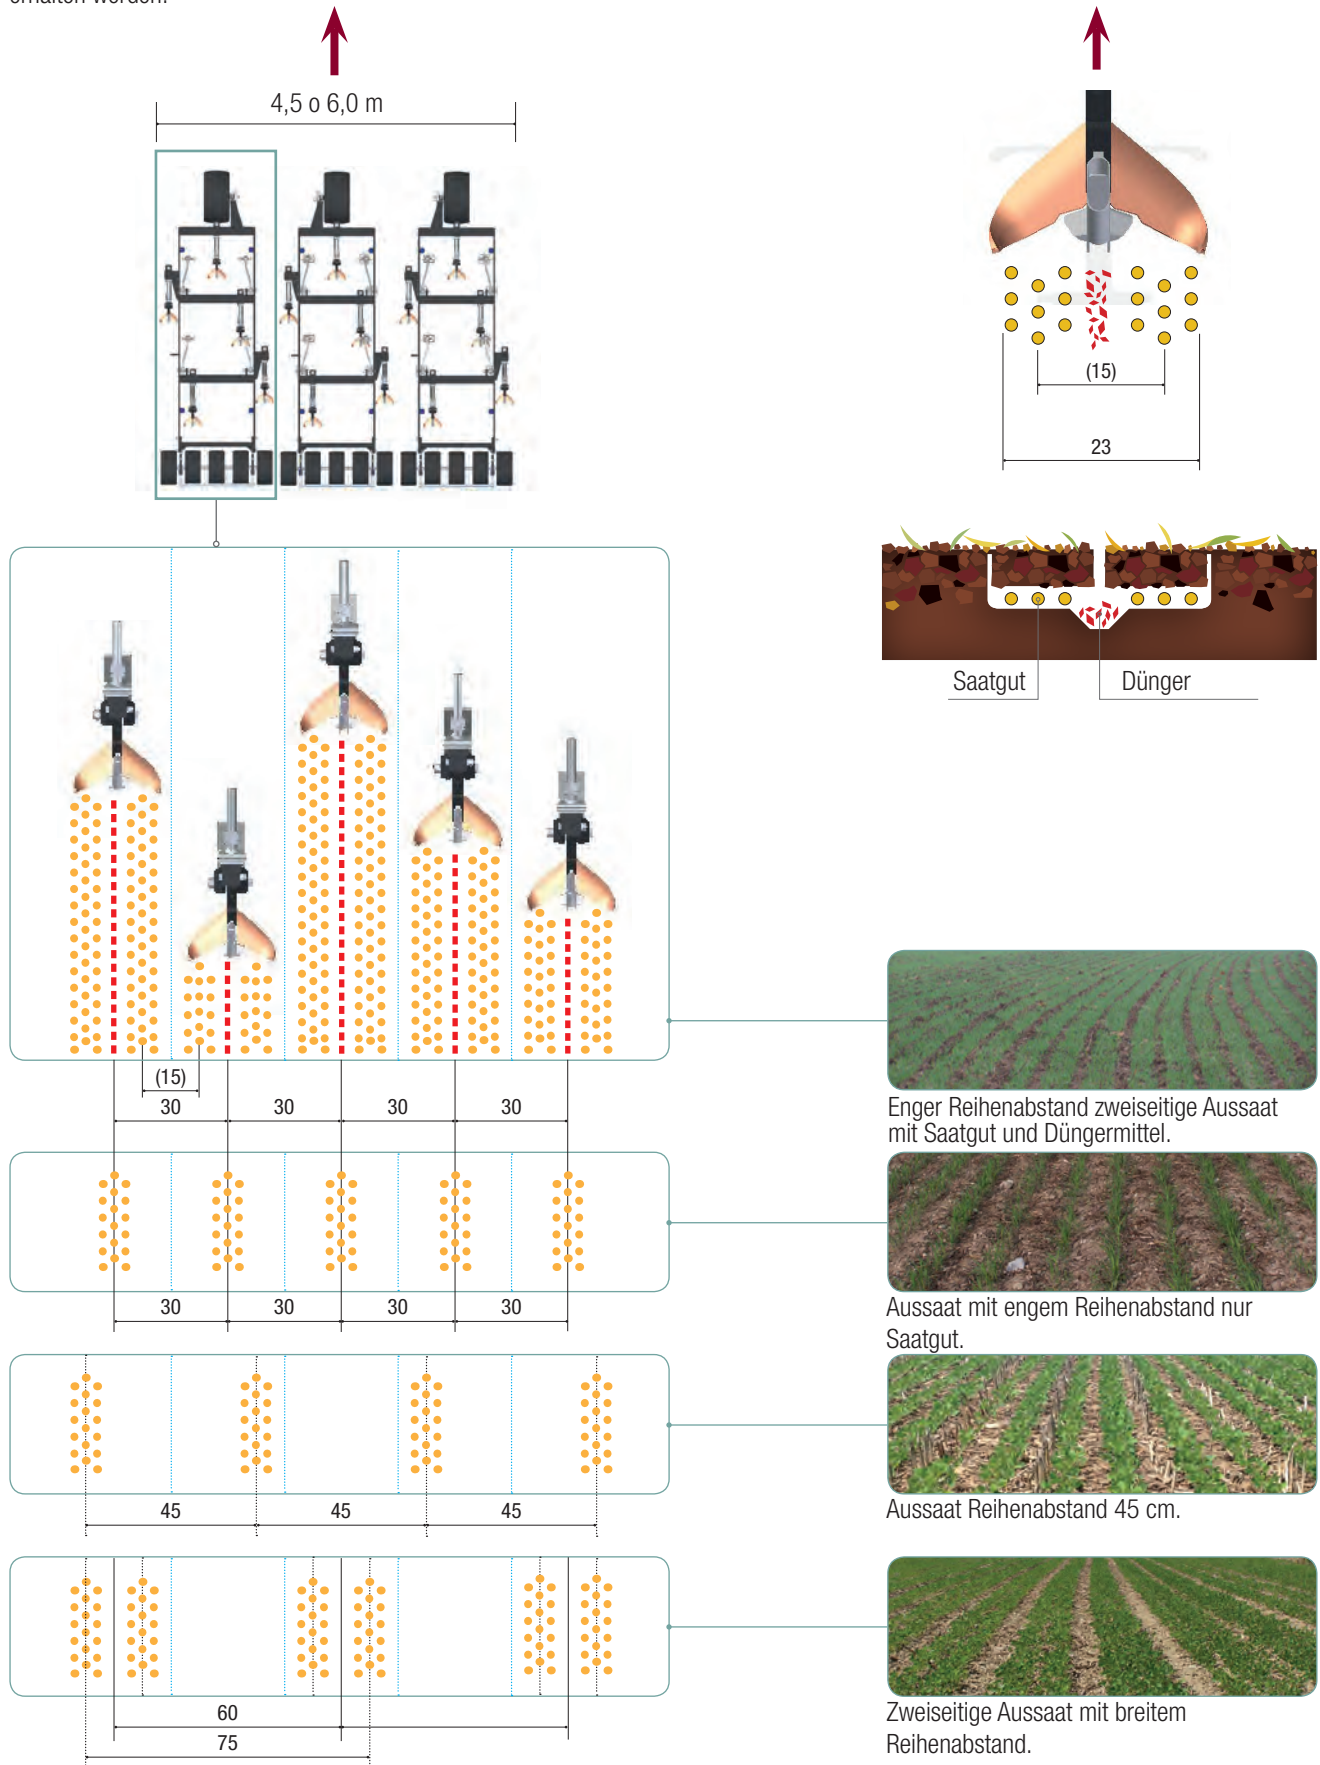 erhalten werden.
4,5 o 6,0 m
(15)
23
Saatgut
Dünger
(15)
30 30 30 30
Enger Reihenabstand zweiseitige Aussaat
mit Saatgut und Düngermittel.
30 30 30 30
Aussaat mit engem Reihenabstand nur
Saatgut.
45 45 45
Aussaat Reihenabstand 45 cm.
60
75
Zweiseitige Aussaat mit breitem
Reihenabstand.